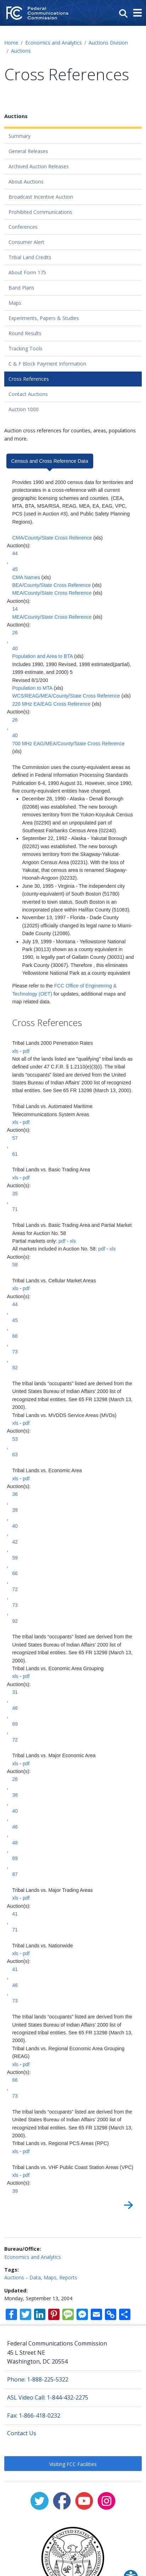 FC Federal
Communications
Commission
Home / Economics and Analytics / Auctions Division
/ Auctions
Cross References
Auctions
Summary
General Releases
Archived Auction Releases
About Auctions
Broadcast Incentive Auction
Prohibited Communications
Conferences
Consumer Alert
Tribal Land Credits
About Form 175
Band Plans
Maps
Experiments, Papers & Studies
Round Results
Tracking Tools
C & F Block Payment Information
Cross References
Contact Auctions
Auction 1000
Auction cross references for counties, areas, populations
and more.
Census and Cross Reference Data
Provides 1990 and 2000 census data for territories and
protectorates in a cross reference format with current
geographic licensing schemes and counties. (CEA,
MTA, BTA, MSA/RSA, REAG, MEA, EA, EAG, VPC,
PCS (used in Auction #3), and Public Safety Planning
Regions).
CMA/County/State Cross Reference (xls)
Auction(s):
44
,
45
CMA Names (xls)
BEA/County/State Cross Reference (xls)
MEA/County/State Cross Reference (xls)
Auction(s):
14
MEA/County/State Cross Reference (xls)
Auction(s):
26
,
40
Population and Area to BTA (xls)
Includes 1990, 1990 Revised, 1998 estimated(partial),
1999 estimate, and 2000) 5
Revised 6/1/200
Population to MTA (xls)
WCS/REAG/MEA/County/State Cross Reference (xls)
220 MHz EA/EAG Cross Reference (xls)
Auction(s):
26
,
40
700 MHz EAG/MEA/County/State Cross Reference
(xls)
The Commission uses the county-equivalent areas as
defined in Federal Information Processing Standards
Publication 6-4, 1990 August 31. However, since 1990,
five counties have been changed.
• December 28, 1990 - Alaska - Denali Borough
(02068) was established. The new borough
removes territory from the Yukon-Koyukuk Census
Area (02290) and an unpopulated part of
Southeast Fairbanks Census Area (02240).
• September 22, 1992 - Alaska - Yakutat Borough
(02282) was established. The new borough
removes territory from the Skagway-Yakutat-
Angoon Census Area (02231). With the loss of
Yakutat, that area is renamed to Skagway-
Hoonah-Angoon (02232).
• June 30, 1995 - Virginia - The independent city
(county-equivalent) of South Boston (51780)
reverted to town status. South Boston is an
incorporated place within Halifax County (51083).
• November 13, 1997 - Florida - Dade County
(12025) officially changed its legal name to Miami-
Dade County (12086).
• July 19, 1999 - Montana - Yellowstone National
Park (30113) shown as a county equivalent in
1990, is legally part of Gallatin County (30031) and
Park County (30067). Therefore , this eliminates
Yellowstone National Park as a county equivalent
Please refer to the FCC Office of Engineering &
Technology (OET) for updates, additional maps and
map related data.
Cross References
Tribal Lands 2000 Penetration Rates
xls - pdf
Not all of the lands listed are "qualifying" tribal lands as
defined under 47 C.F.R. § 1.2110(e)(3)(i). The tribal
lands "occupants" listed are derived from the United
States Bureau of Indian Affairs' 2000 list of recognized
tribal entities. See Gen 65 FR 13298 (March 13, 2000).
Tribal Lands vs. Automated Maritime
Telecommunications System Areas
xls - pdf
Auction(s):
57
,
61
Tribal Lands vs. Basic Trading Area
xls - pdf
Auction(s):
35
,
71
Tribal Lands vs. Basic Trading Area and Partial Market
Areas for Auction No. 58
Partial markets only: pdf - xls
All markets included in Auction No. 58: pdf - xls
Auction(s):
58
Tribal Lands vs. Cellular Market Areas
xls - pdf
Auction(s):
44
,
45
,
66
,
73
,
92
The tribal lands "occupants" listed are derived from the
United States Bureau of Indian Affairs' 2000 list of
recognized tribal entities. See 65 FR 13298 (March 13,
2000).
Tribal Lands vs. MVDDS Service Areas (MVDs)
xls - pdf
Auction(s):
53
,
63
Tribal Lands vs. Economic Area
xls - pdf
Auction(s):
36
,
39
,
40
,
42
,
59
,
66
,
72
,
73
,
92
The tribal lands "occupants" listed are derived from the
United States Bureau of Indian Affairs' 2000 list of
recognized tribal entities. See 65 FR 13298 (March 13,
2000).
Tribal Lands vs. Economic Area Grouping
xls - pdf
Auction(s):
31
,
46
,
69
,
72
Tribal Lands vs. Major Economic Area
xls - pdf
Auction(s):
26
,
38
,
40
,
46
,
48
,
69
,
87
Tribal Lands vs. Major Trading Areas
xls - pdf
Auction(s):
41
,
71
Tribal Lands vs. Nationwide
xls - pdf
Auction(s):
41
,
46
,
73
The tribal lands "occupants" listed are derived from the
United States Bureau of Indian Affairs' 2000 list of
recognized tribal entities. See 65 FR 13298 (March 13,
2000).
Tribal Lands vs. Regional Economic Area Grouping
(REAG)
xls - pdf
Auction(s):
66
,
73
The tribal lands "occupants" listed are derived from the
United States Bureau of Indian Affairs' 2000 list of
recognized tribal entities. See 65 FR 13298 (March 13,
2000).
Tribal Lands vs. Regional PCS Areas (RPC)
xls - pdf
Tribal Lands vs. VHF Public Coast Station Areas (VPC)
xls - pdf
Auction(s):
39
Bureau/Office:
Economics and Analytics
Tags:
Auctions - Data, Maps, Reports
Updated:
Monday, September 13, 2004
Federal Communications Commission
45 L Street NE
Washington, DC 20554
Phone: 1-888-225-5322
ASL Video Call: 1-844-432-2275
Fax: 1-866-418-0232
Contact Us
Visiting FCC Facilities